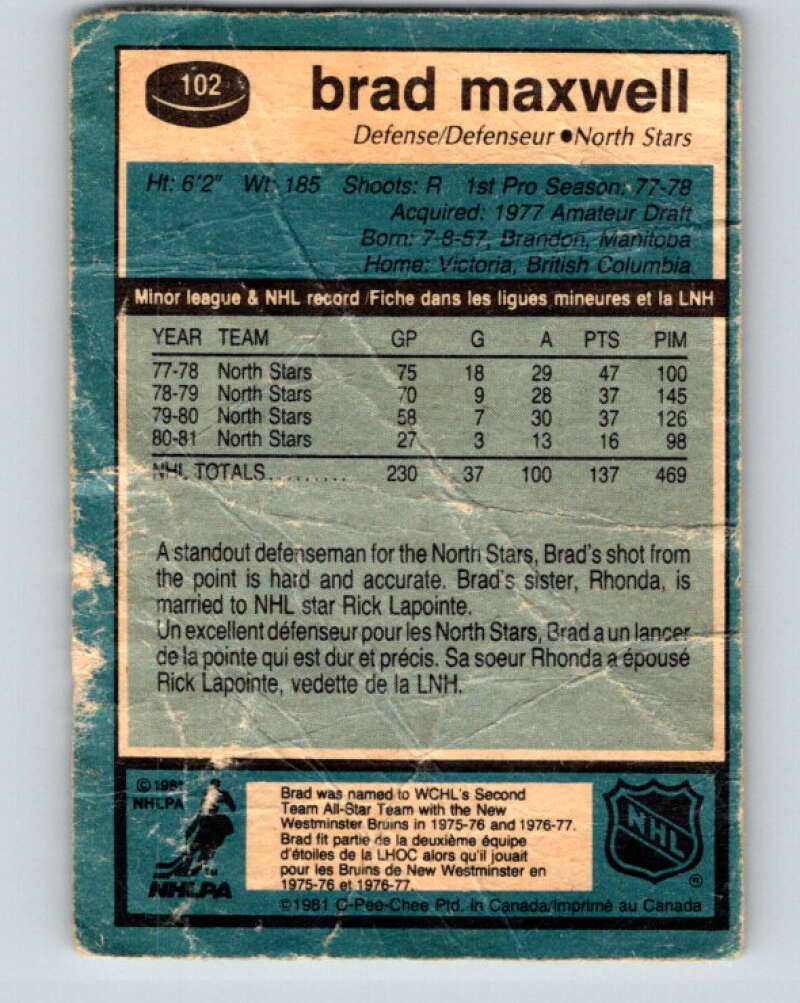 102
brad maxwell
Defense/Defenseur ●North Stars
Ht: 6'2" Wt: 185 Shoots: R 1st Pro Season: 77-78
Acquired: 1977 Amateur Draft
Born: 7-8-57, Brandon, Manitoba
Home: Victoria, British Columbia
Minor league & NHL record/Fiche dans les ligues mineures et la LNH
YEAR TEAM GP G A PTS PIM
77-78 North Stars 75 18 29 47 100
78-79 North Stars 70 9 28 37 145
79-80 North Stars 58 7 30 37 126
80-81 North Stars 27 3 13 16 98
NHL TOTALS......... 230 37 100 137 469
A standout defenseman for the North Stars, Brad's shot from
the point is hard and accurate. Brad's sister, Rhonda, is
married to NHL star Rick Lapointe.
Un excellent défenseur pour les North Stars, Brad a un lancer
de la pointe qui est dur et précis. Sa soeur Rhonda a épousé
Rick Lapointe, vedette de la LNH.
© 1981
NHLPA
NHLPA
Brad was named to WCHL's Second
Team All-Star Team with the New
Westminster Bruins in 1975-76 and 1976-77.
Brad fit partie de la deuxième équipe
d'étoiles de la LHOC alors qu'il jouait
pour les Bruins de New Westminster en
1975-76 et 1976-77.
NHL
®
©1981 O-Pee-Chee Ptd. in Canada/Imprimé au Canada